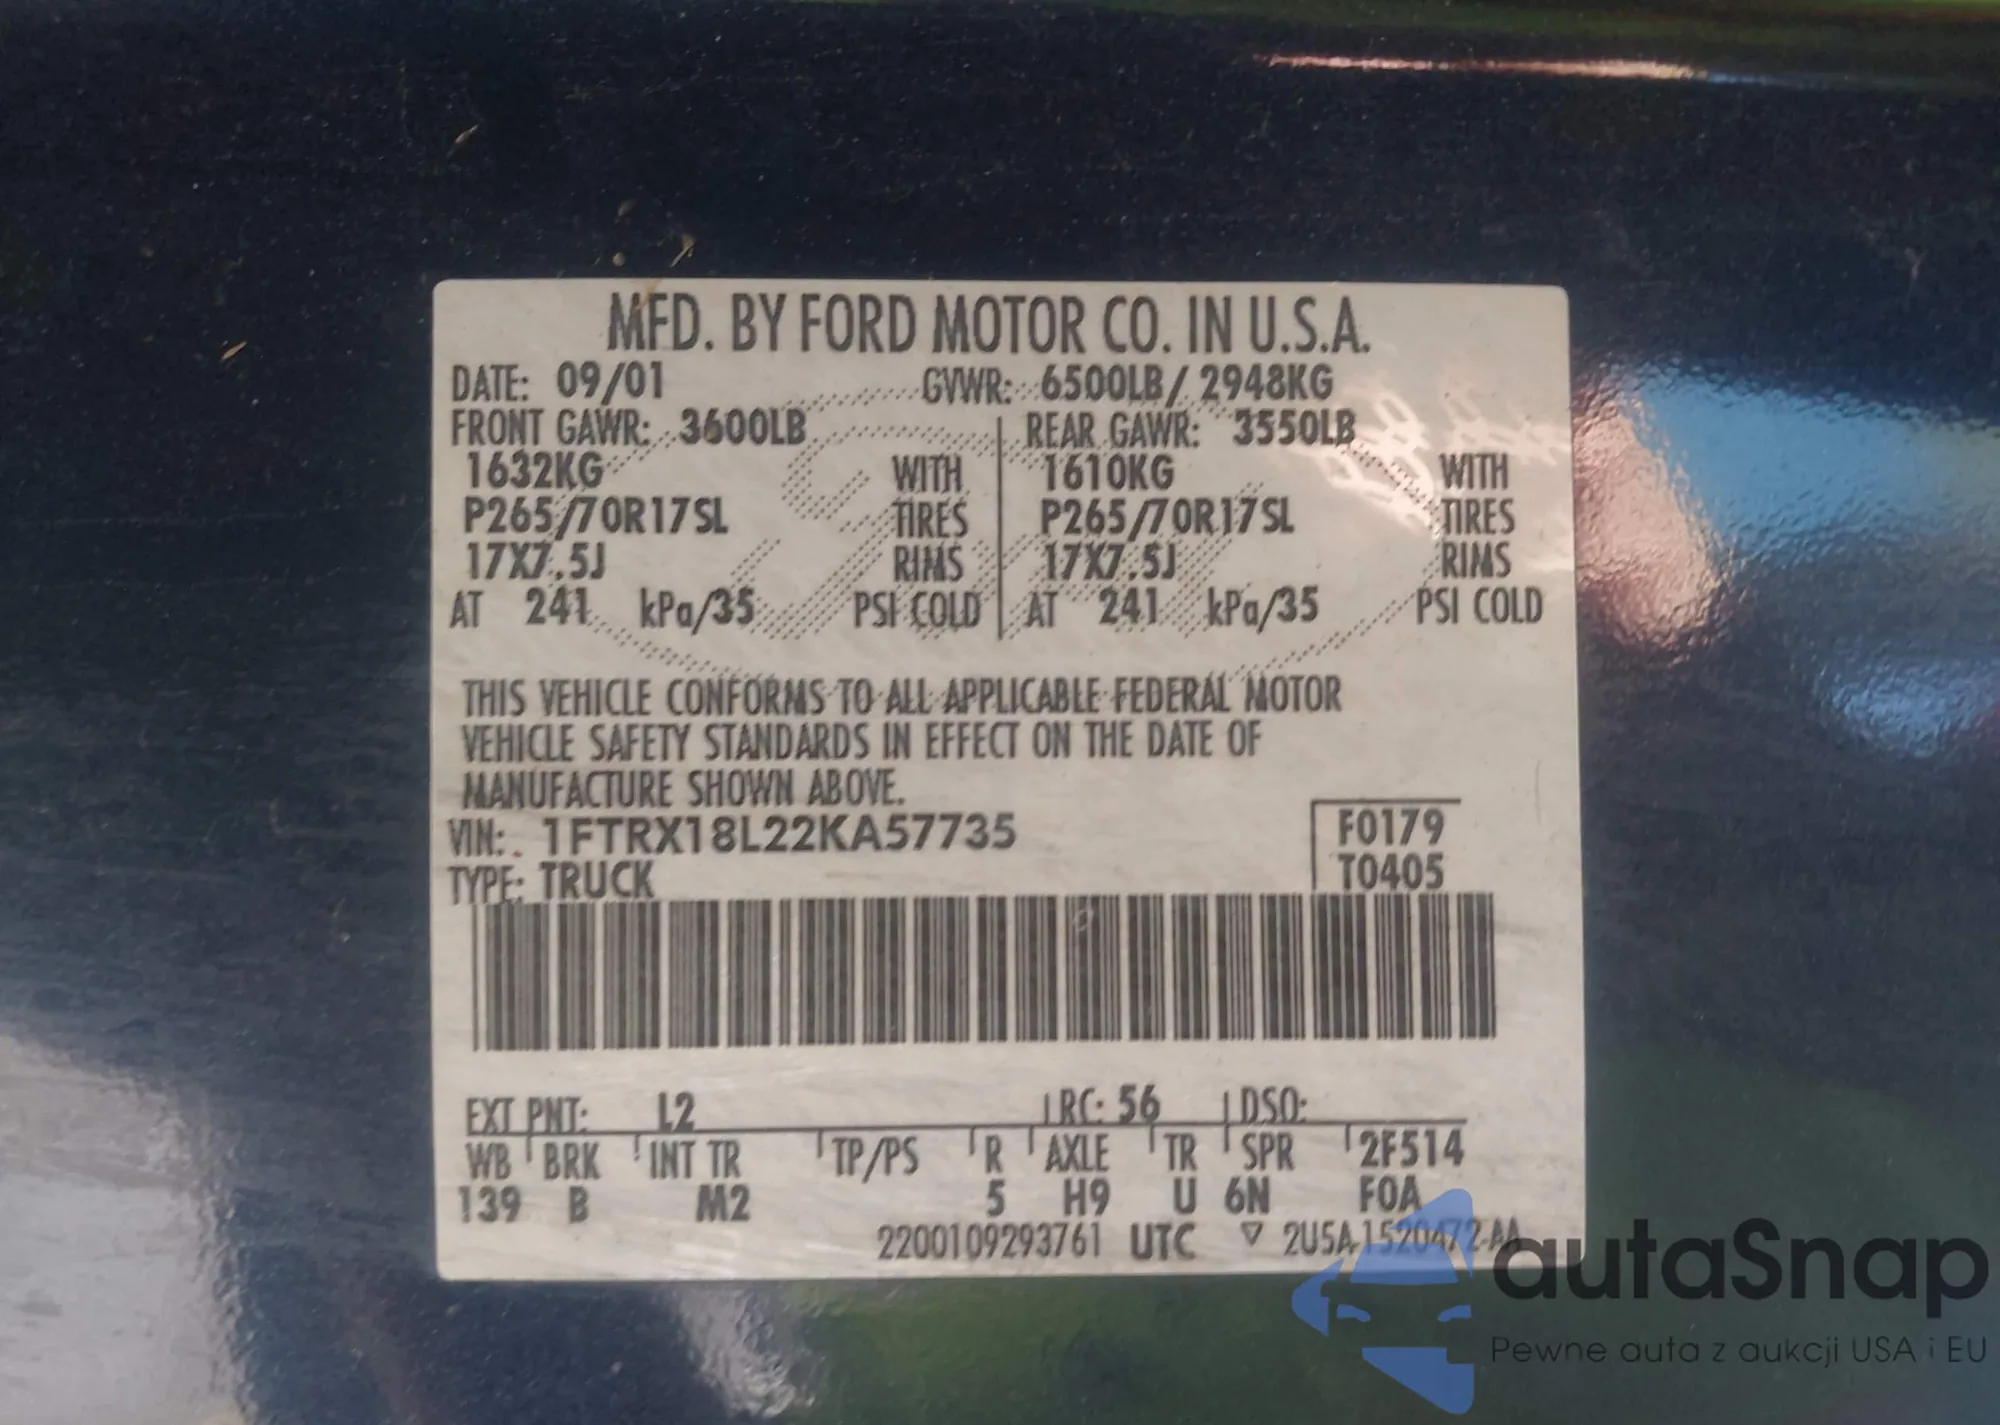 MFD. BY FORD MOTOR CO. IN U.S.A.
DATE: 09/01 GVWR: 6500LB/ 2948KG
FRONT GAWR: 3600LB REAR GAWR: 3550LB
1632KG WITH 1610KG WITH
P265/70R17SL TIRES P265/70R17SL TIRES
17X7.5J RIMS 17X7.5J RIMS
AT 241 kPa/35 PSI COLD AT 241 kPa/35 PSI COLD
THIS VEHICLE CONFORMS TO ALL APPLICABLE FEDERAL MOTOR
VEHICLE SAFETY STANDARDS IN EFFECT ON THE DATE OF
MANUFACTURE SHOWN ABOVE.
VIN: 1FTRX18L22KA57735 F0179
TYPE: TRUCK T0405
EXT PNT: L2 RC: 56 DSO:
WB BRK INT TR TP/PS R AXLE TR SPR 2F514
139 B M2 5 H9 U 6N FOA
2200109293761 UTC ▽ 2U5A-1520472-AA
autaSnap
Pewne auta z aukcji USA i EU